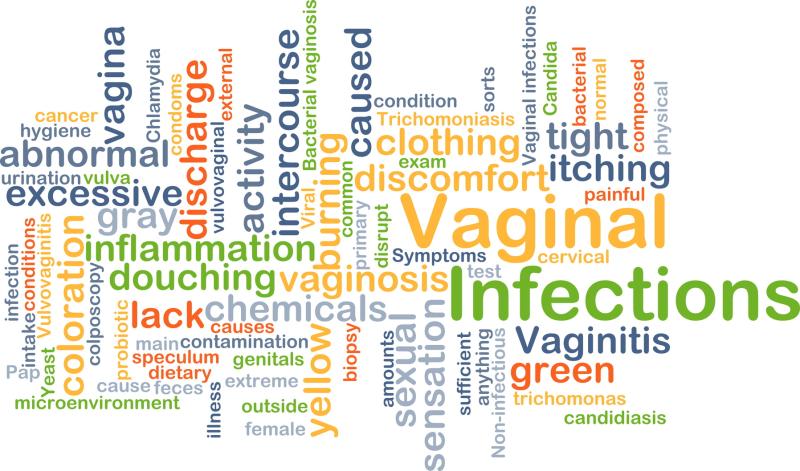 vagina
Chlamydia
condoms
discharge
external
vulvovaginal
activity
intercourse
Bacterial vaginosis
Viral
burning
common
caused
primary
disrupt
condition
sorts
Vaginal infections
Candida
bacterial
normal
composed
physical
cancer
hygiene
abnormal
urination
vulva
excessive
gray
Trichomoniasis
clothing
exam
discomfort
tight
itching
painful
Vaginal
cervical
inflammation
Symptoms
test
douching
vaginosis
Infections
infection
conditions
intake
Vulvovaginitis
coloration
colposcopy
probiotic
lack
chemicals
causes
main
contamination
speculum
genitals
dietary
Pap
Yeast
cause
feces
extreme
microenvironment
illness
outside
female
yellow
biopsy
amounts
sexual
sensation
sufficient
anything
Non-infectious
Vaginitis
green
trichomonas
candidiasis